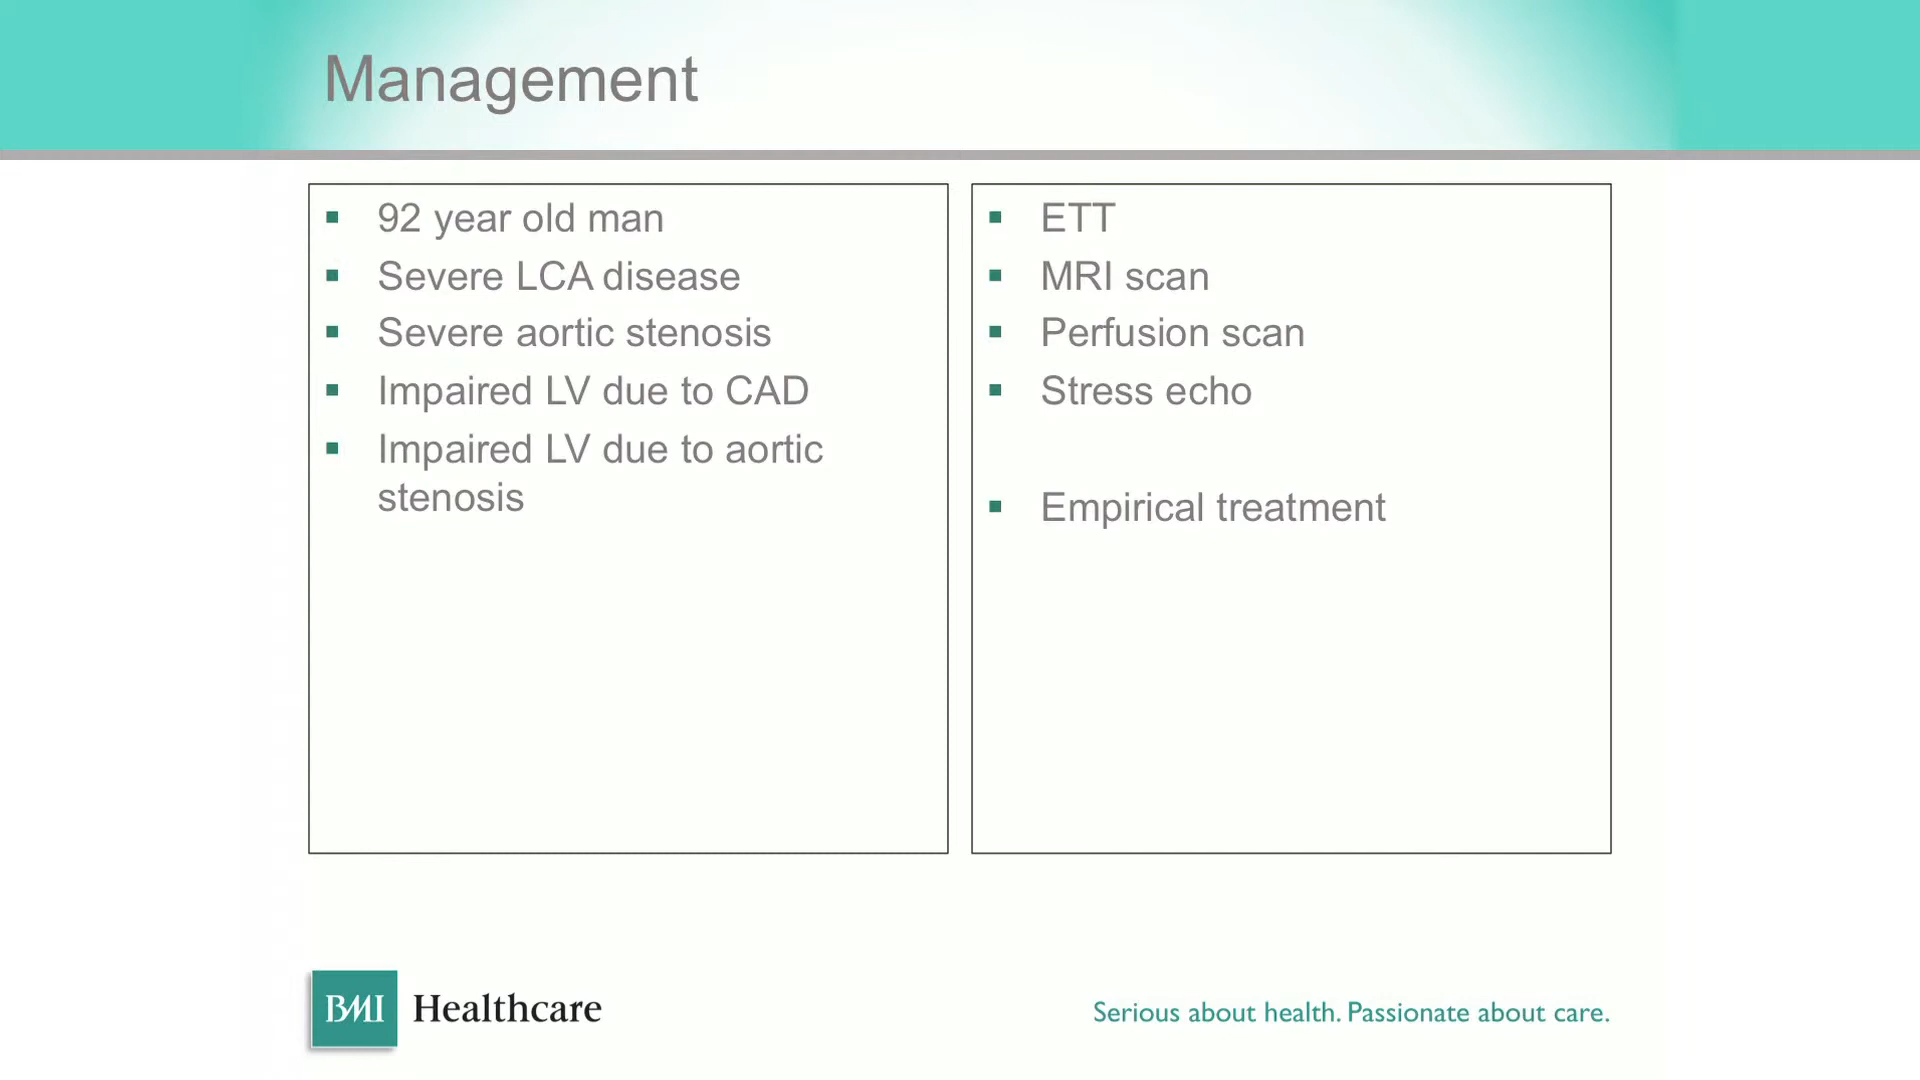 Management
92 year old man
Severe LCA disease
Severe aortic stenosis
Impaired LV due to CAD
Impaired LV due to aortic
stenosis
ETT
MRI scan
Perfusion scan
Stress echo
Empirical treatment
BMI Healthcare
Serious about health. Passionate about care.